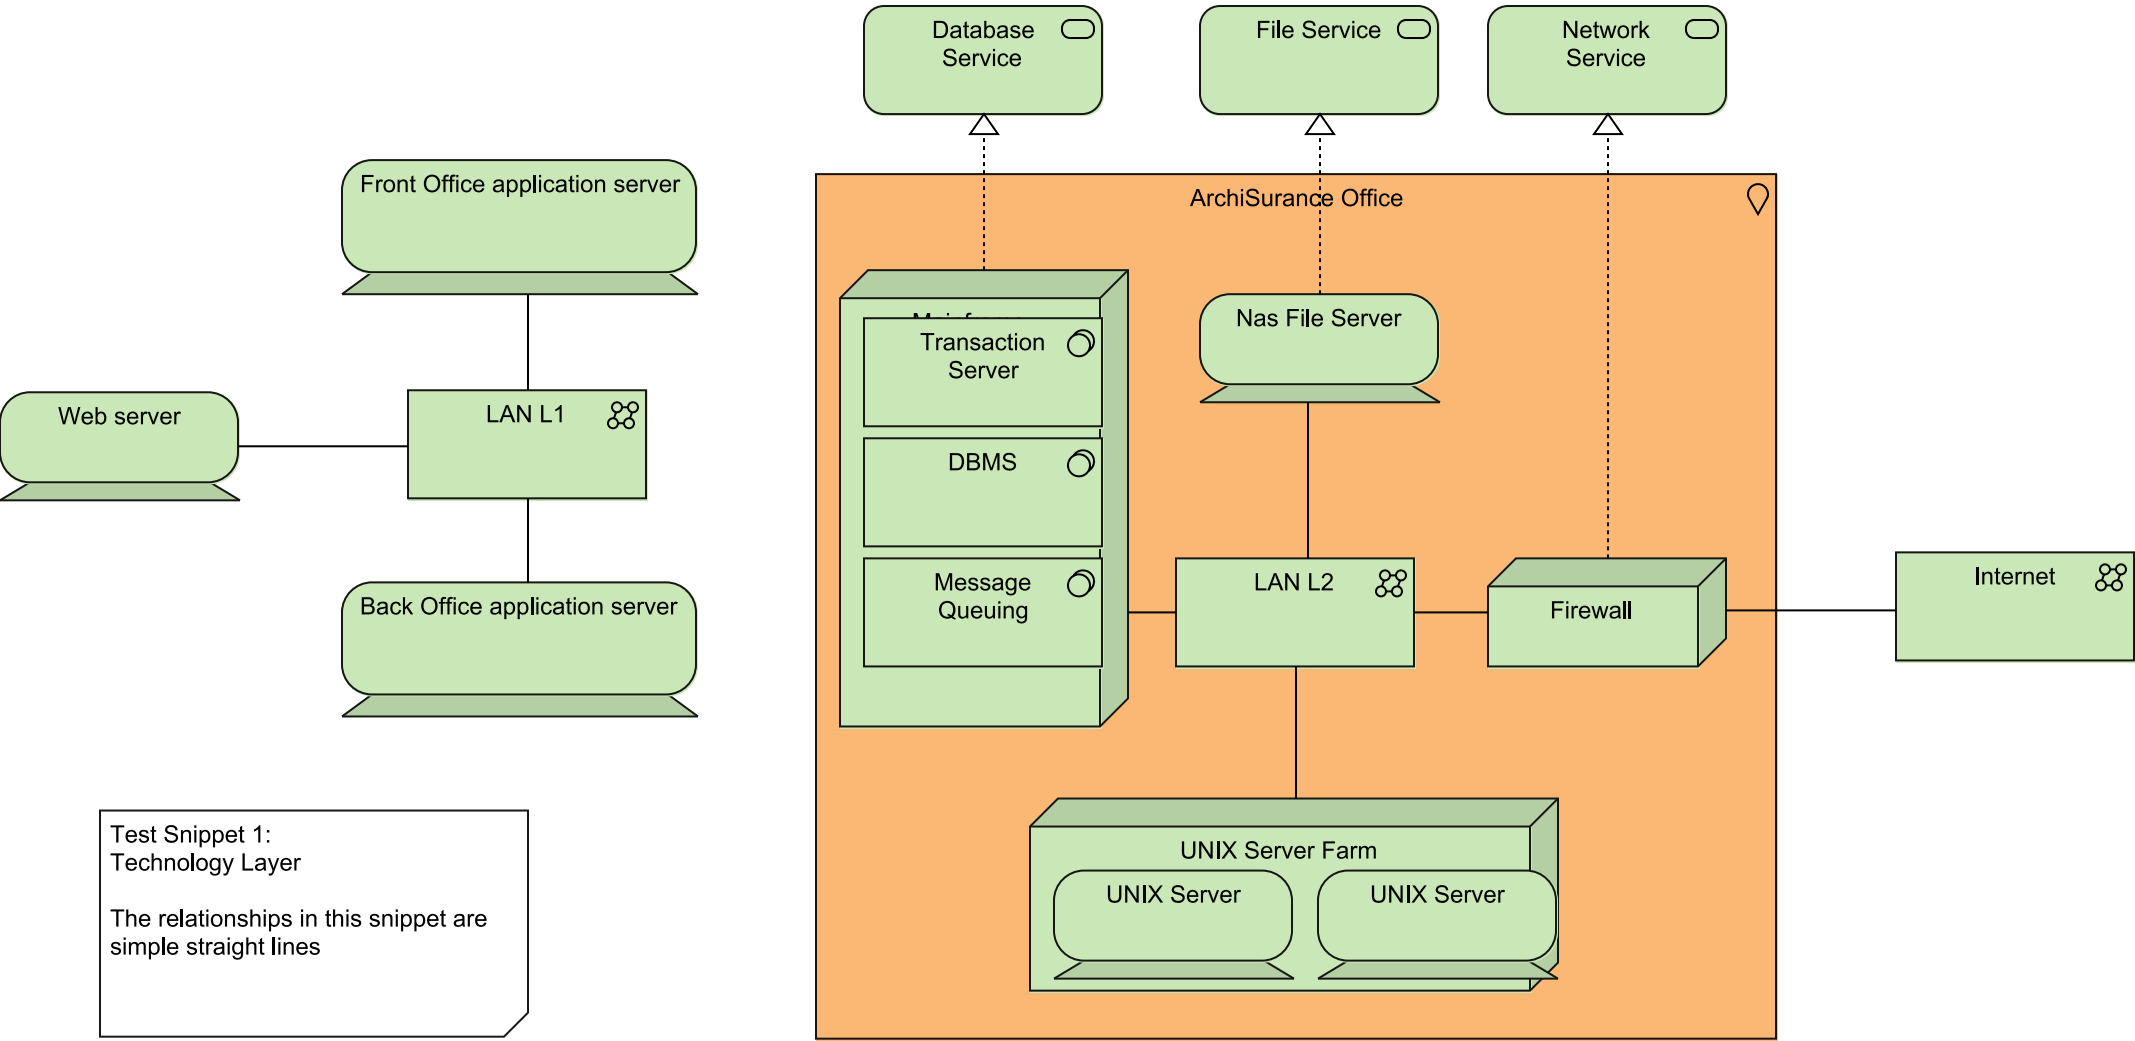 Database
Service
File Service
Network
Service
Front Office application server
ArchiSurance Office
Nas File Server
Transaction
Server
Web server
LAN L1
DBMS
Message
Queuing
LAN L2
Firewall
Internet
Back Office application server
Test Snippet 1:
Technology Layer
The relationships in this snippet are
simple straight lines
UNIX Server Farm
UNIX Server
UNIX Server